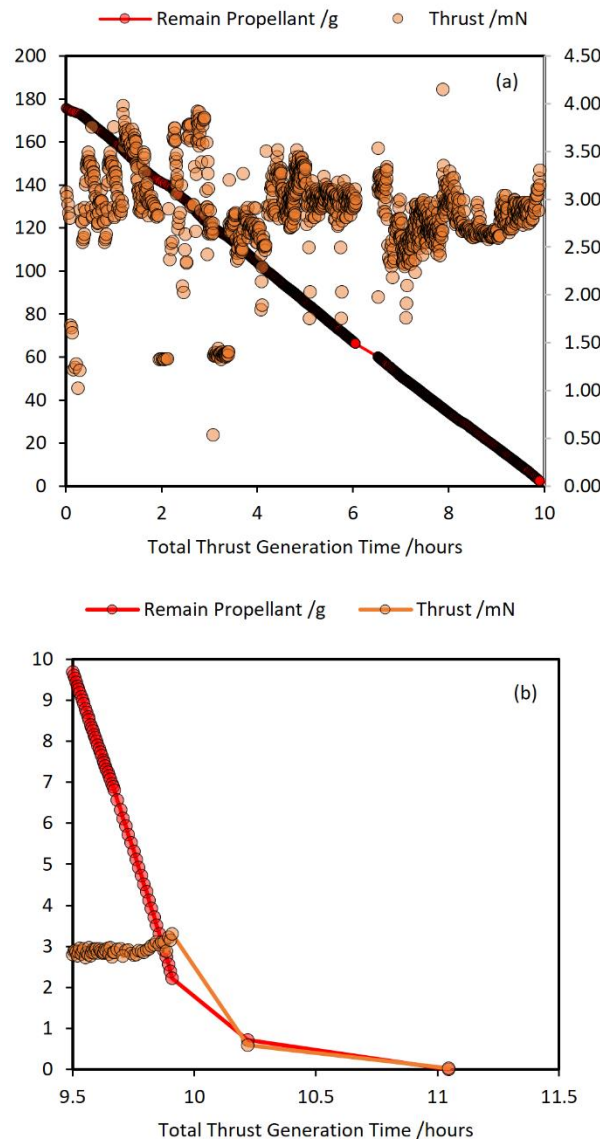 Remain Propellant /g Thrust /mN
(a)
200 4.50
180 4.00
160 3.50
140 3.00
120 2.50
100
80 2.00
60 1.50
40 1.00
20 0.50
0 0.00
0 2 4 6 8 10
Total Thrust Generation Time /hours
Remain Propellant /g Thrust /mN
(b)
10
9
8
7
6
5
4
3
2
1
0
9.5 10 10.5 11 11.5
Total Thrust Generation Time /hours